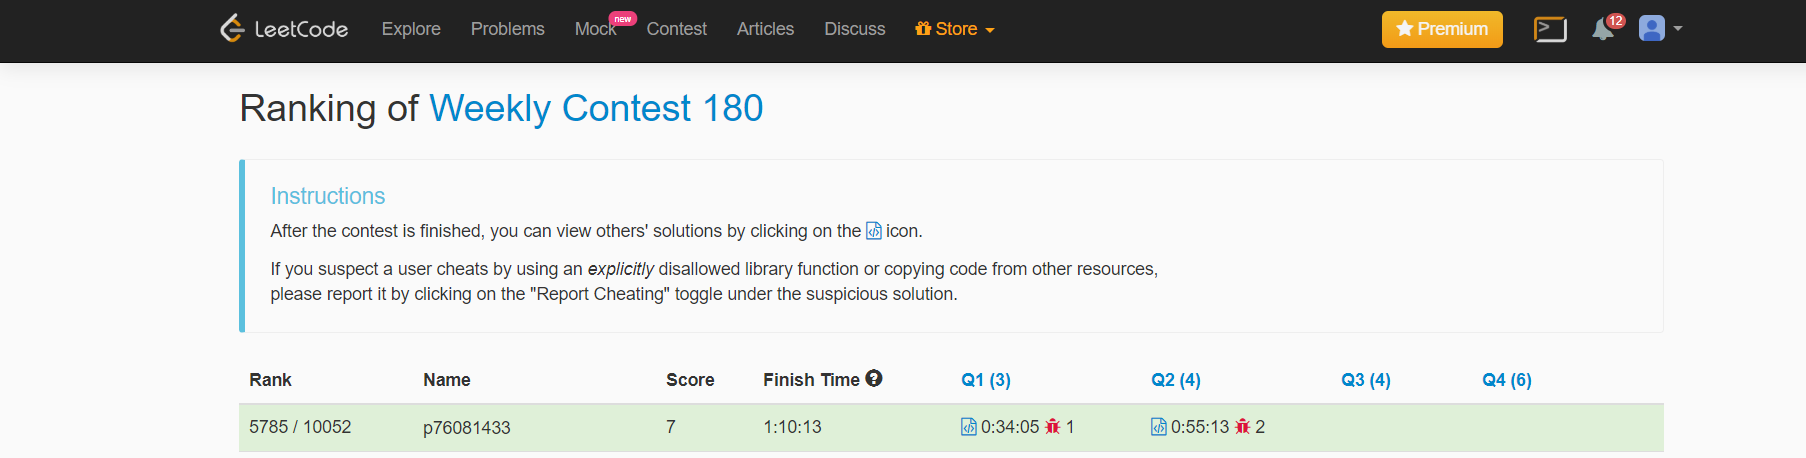 LeetCode Explore Problems Mock new Contest Articles Discuss Store Premium 12
Ranking of Weekly Contest 180
Instructions
After the contest is finished, you can view others' solutions by clicking on the </> icon.
If you suspect a user cheats by using an explicitly disallowed library function or copying code from other resources,
please report it by clicking on the "Report Cheating" toggle under the suspicious solution.
Rank Name Score Finish Time ? Q1 (3) Q2 (4) Q3 (4) Q4 (6)
5785 / 10052 p76081433 7 1:10:13 </> 0:34:05 1 </> 0:55:13 2